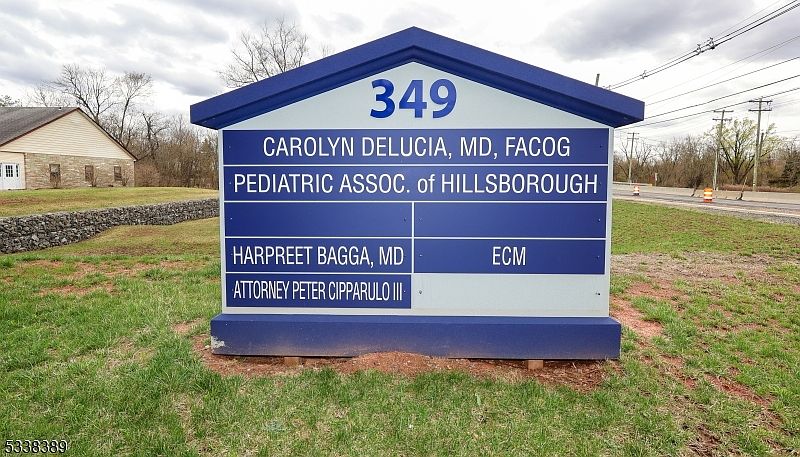 349
CAROLYN DELUCIA, MD, FACOG
PEDIATRIC ASSOC. of HILLSBOROUGH
HARPREET BAGGA, MD
ECM
ATTORNEY PETER CIPPARULO III
5338389